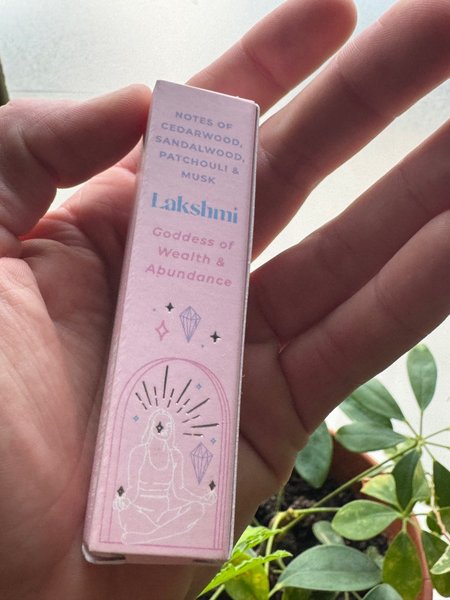 NOTES OF
CEDARWOOD,
SANDALWOOD,
PATCHOULI &
MUSK
Lakshmi
Goddess of
Wealth &
Abundance